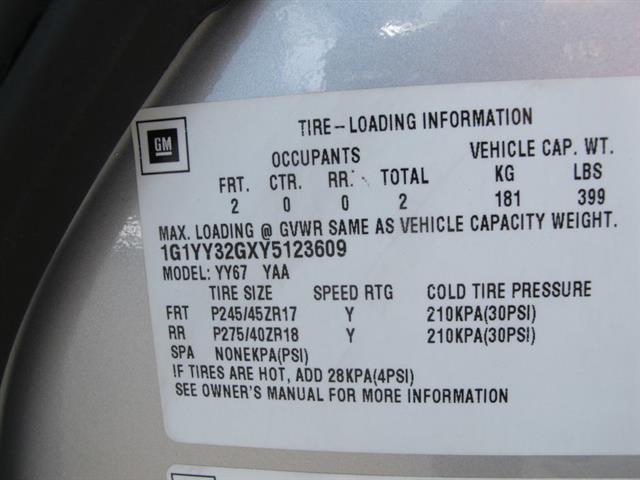 GM
TIRE-LOADING INFORMATION
OCCUPANTS VEHICLE CAP. WT.
FRT. CTR. RR. TOTAL KG LBS
2 0 0 2 181 399
MAX. LOADING @ GVWR SAME AS VEHICLE CAPACITY WEIGHT.
1G1YY32GXY5123609
MODEL: YY67 YAA
TIRE SIZE SPEED RTG COLD TIRE PRESSURE
FRT P245/45ZR17 Y 210KPA(30PSI)
RR P275/40ZR18 Y 210KPA(30PSI)
SPA NONEKPA(PSI)
IF TIRES ARE HOT, ADD 28KPA(4PSI)
SEE OWNER'S MANUAL FOR MORE INFORMATION